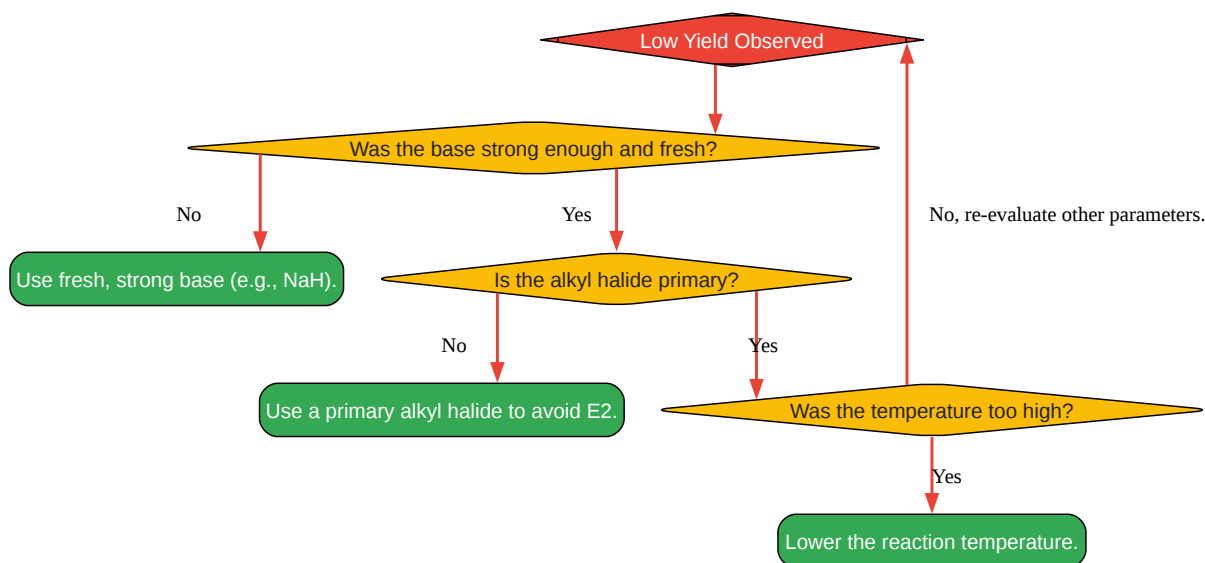 Low Yield Observed
Was the base strong enough and fresh?
No
Yes
No, re-evaluate other parameters.
Use fresh, strong base (e.g., NaH).
Is the alkyl halide primary?
No
Yes
Use a primary alkyl halide to avoid E2.
Was the temperature too high?
Yes
Lower the reaction temperature.